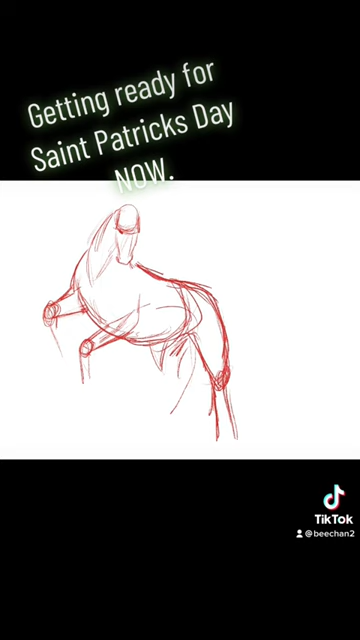 Getting ready for
Saint Patricks Day
NOW.
TikTok
@beechan2